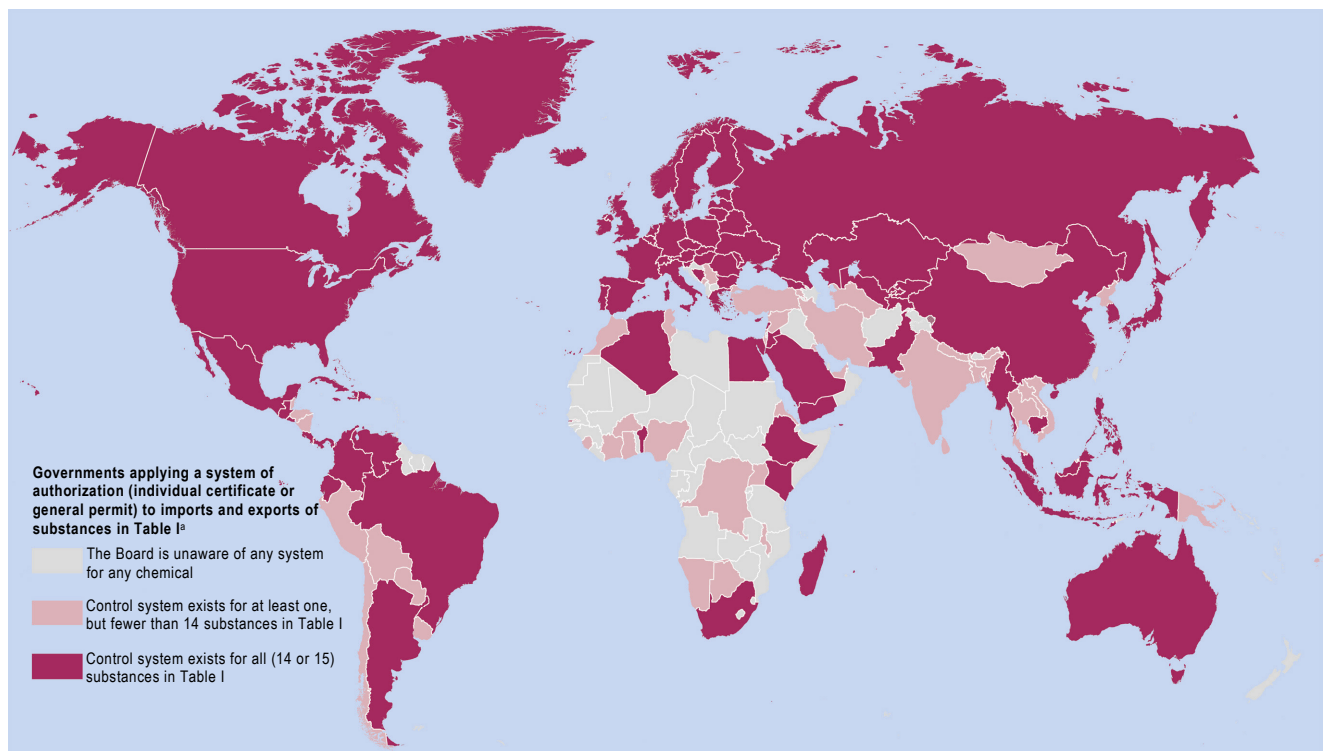 Governments applying a system of
authorization (individual certificate or
general permit) to imports and exports of
substances in Table Iª
The Board is unaware of any system
for any chemical
Control system exists for at least one,
but fewer than 14 substances in Table I
Control system exists for all (14 or 15)
substances in Table I